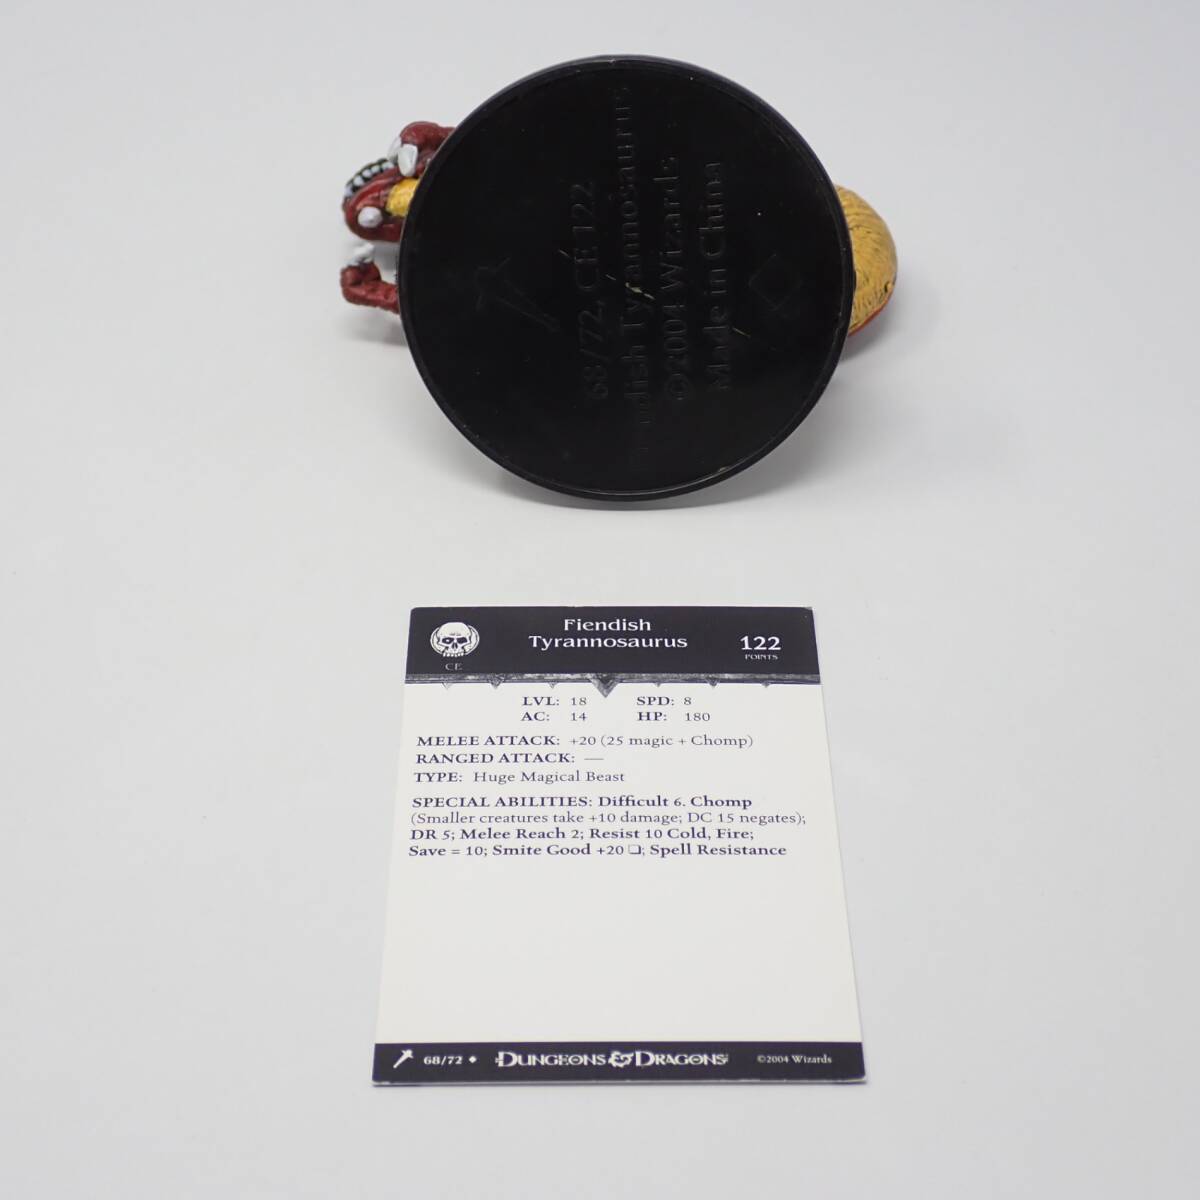 68/72, CE 122
Fiendish Tyrannosaurus
©2004 Wizards
Made in China
Fiendish
Tyrannosaurus
122
POINTS
CE
LVL: 18 SPD: 8
AC: 14 HP: 180
MELEE ATTACK: +20 (25 magic + Chomp)
RANGED ATTACK: —
TYPE: Huge Magical Beast
SPECIAL ABILITIES: Difficult 6. Chomp
(Smaller creatures take +10 damage; DC 15 negates);
DR 5; Melee Reach 2; Resist 10 Cold, Fire;
Save = 10; Smite Good +20 ❏; Spell Resistance
68/72 ◆ DUNGEONS & DRAGONS ©2004 Wizards